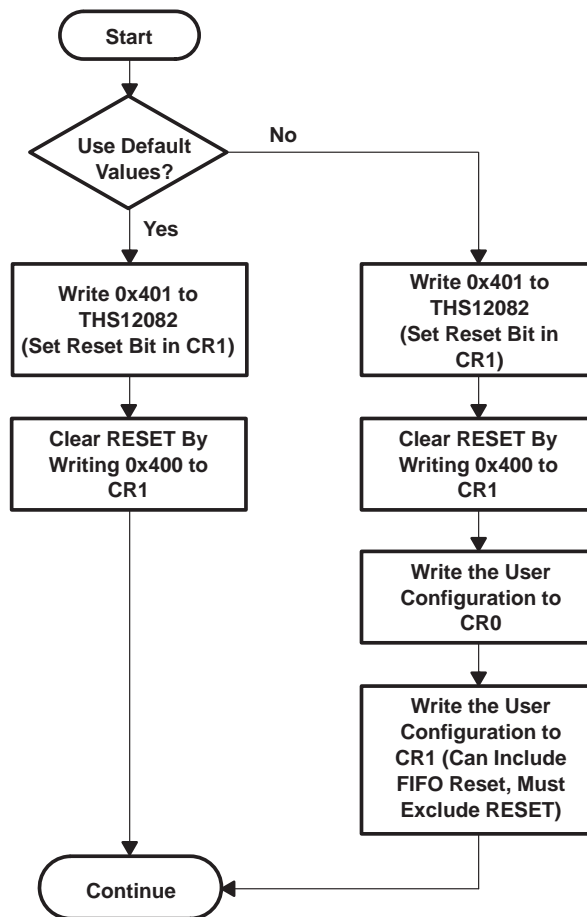 Start
Use Default
Values?
No
Yes
Write 0x401 to
THS12082
(Set Reset Bit in CR1)
Clear RESET By
Writing 0x400 to
CR1
Write 0x401 to
THS12082
(Set Reset Bit in
CR1)
Clear RESET By
Writing 0x400 to
CR1
Write the User
Configuration to
CR0
Write the User
Configuration to
CR1 (Can Include
FIFO Reset, Must
Exclude RESET)
Continue